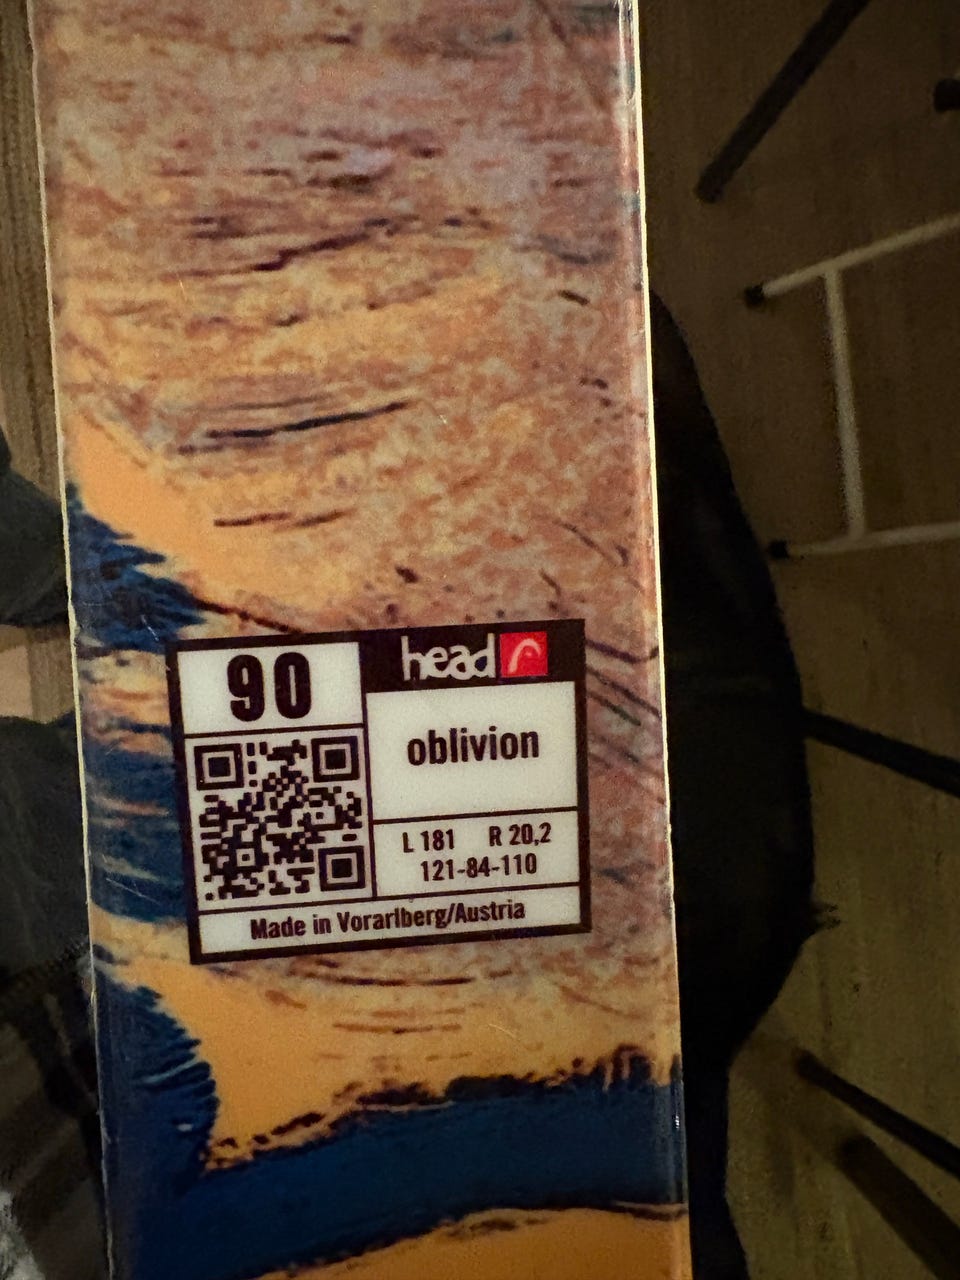 90
head
oblivion
L 181 R 20,2
121-84-110
Made in Vorarlberg/Austria